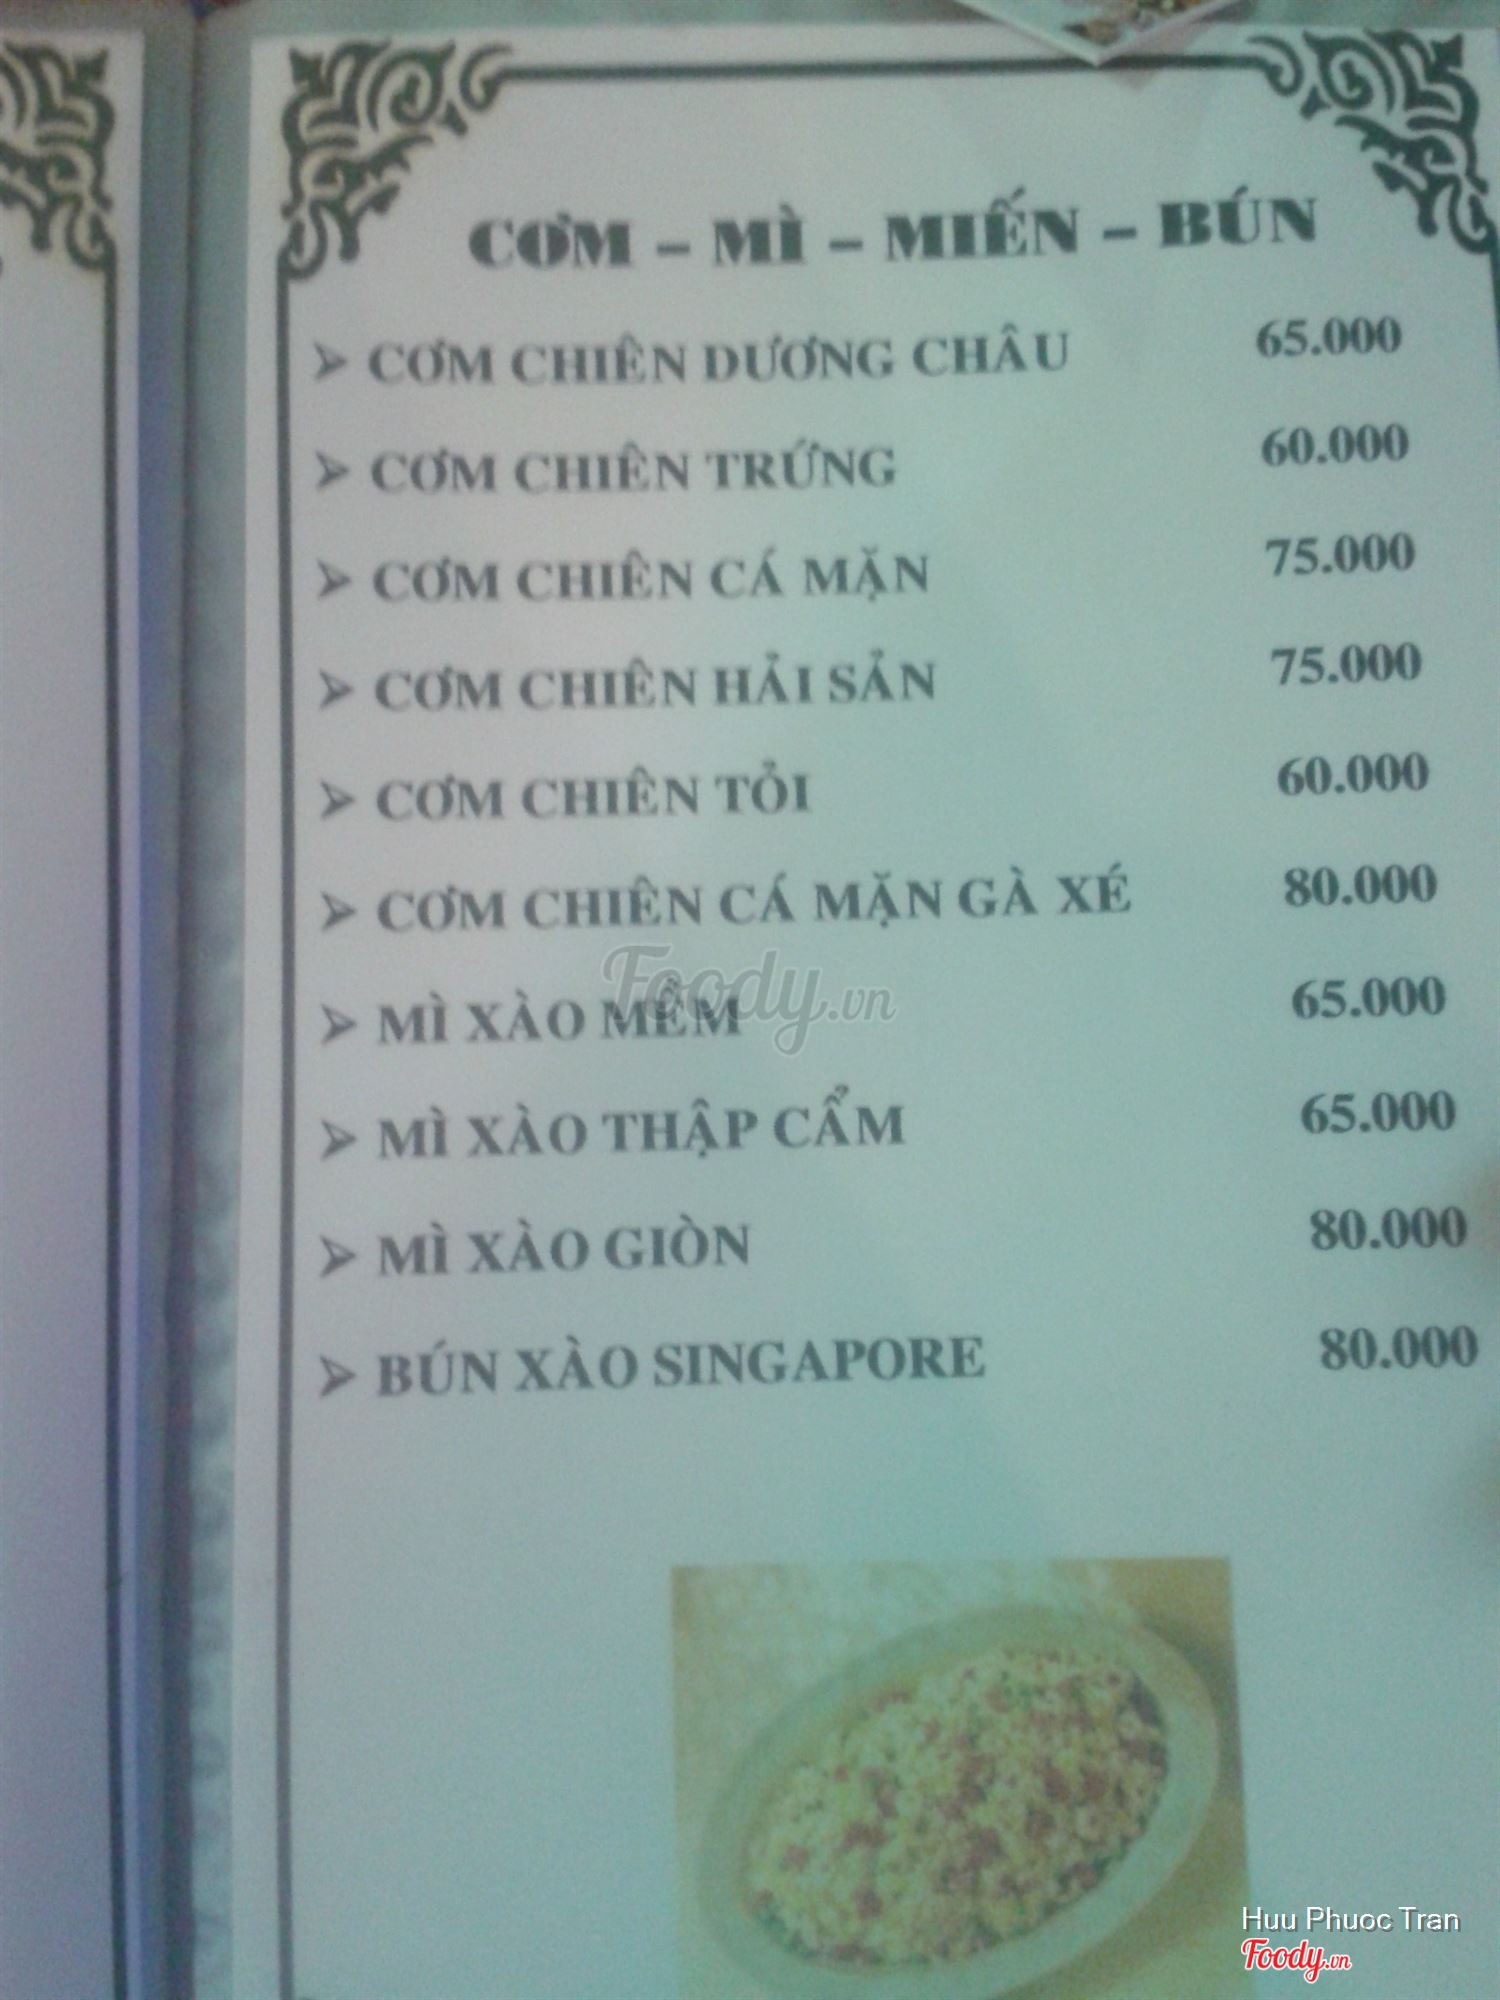 CƠM – MÌ – MIẾN – BÚN
➢ CƠM CHIÊN DƯƠNG CHÂU 65.000
➢ CƠM CHIÊN TRỨNG 60.000
➢ CƠM CHIÊN CÁ MẶN 75.000
➢ CƠM CHIÊN HẢI SẢN 75.000
➢ CƠM CHIÊN TỎI 60.000
➢ CƠM CHIÊN CÁ MẶN GÀ XÉ 80.000
➢ MÌ XÀO MỀM 65.000
Foody.vn
➢ MÌ XÀO THẬP CẨM 65.000
➢ MÌ XÀO GIÒN 80.000
➢ BÚN XÀO SINGAPORE 80.000
Huu Phuoc Tran
Foody.vn